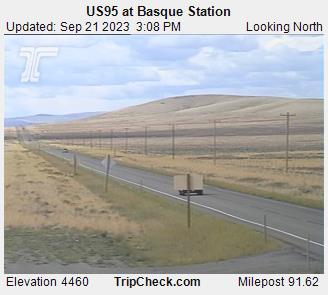 US95 at Basque Station
Updated: Sep 21 2023 3:08 PM Looking North
Elevation 4460 TripCheck.com Milepost 91.62